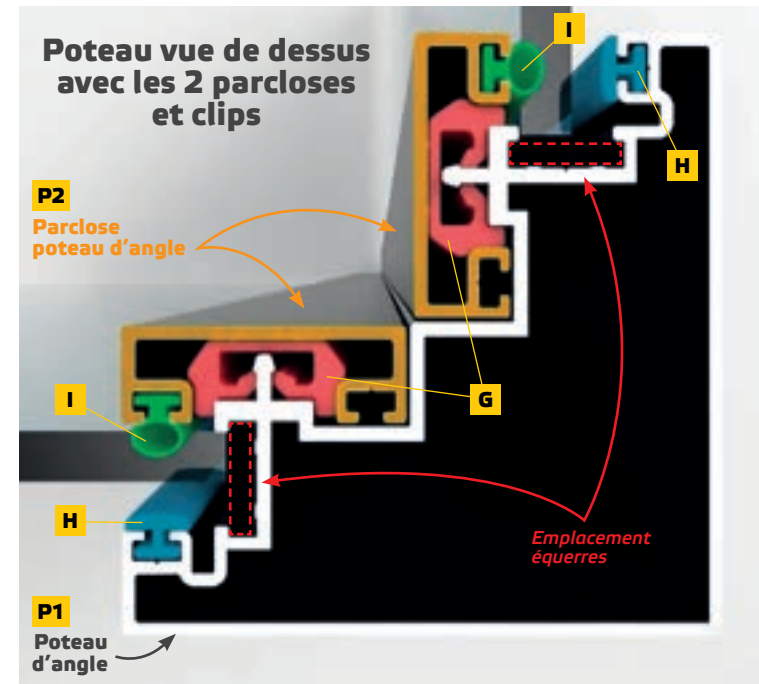 Poteau vue de dessus
avec les 2 parcloses
et clips
I
H
P2
Parclose
poteau d'angle
I
G
H
Emplacement
équerres
P1
Poteau
d'angle